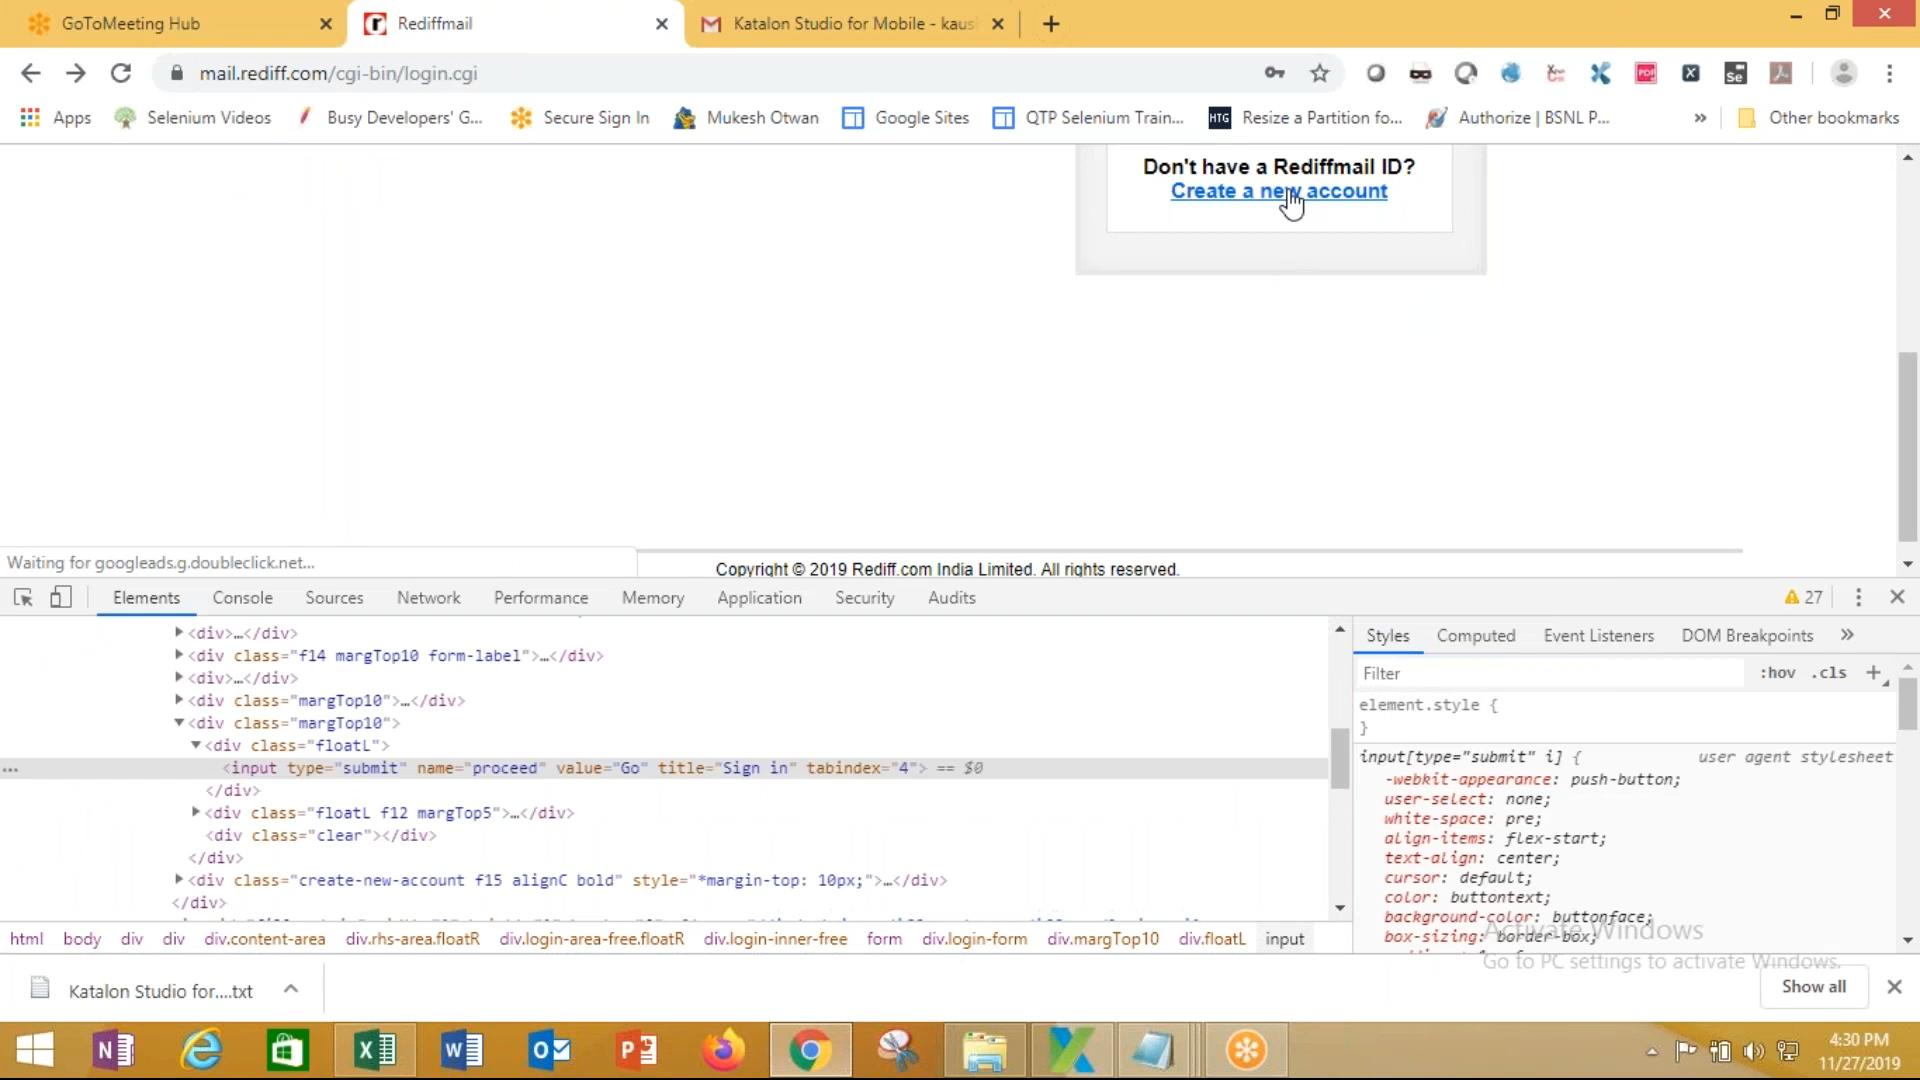 GoToMeeting Hub
Rediffmail
Katalon Studio for Mobile - kaus
mail.rediff.com/cgi-bin/login.cgi
Apps
Selenium Videos
Busy Developers' G...
Secure Sign In
Mukesh Otwan
Google Sites
QTP Selenium Train...
HTG
Resize a Partition fo...
Authorize | BSNL P...
»
Other bookmarks
Don't have a Rediffmail ID?
Create a new account
Waiting for googleads.g.doubleclick.net...
Copyright © 2019 Rediff.com India Limited. All rights reserved.
Elements Console Sources Network Performance Memory Application Security Audits
27
<div>…</div>
<div class="f14 margTop10 form-label">…</div>
<div>…</div>
<div class="margTop10">…</div>
<div class="margTop10">
<div class="floatL">
<input type="submit" name="proceed" value="Go" title="Sign in" tabindex="4"> == $0
</div>
<div class="floatL f12 margTop5">…</div>
<div class="clear"></div>
</div>
<div class="create-new-account f15 alignC bold" style="*margin-top: 10px;">…</div>
</div>
html body div div div.content-area div.rhs-area.floatR div.login-area-free.floatR div.login-inner-free form div.login-form div.margTop10 div.floatL input
Styles Computed Event Listeners DOM Breakpoints »
Filter
:hov .cls +
element.style {
}
input[type="submit" i] { user agent stylesheet
-webkit-appearance: push-button;
user-select: none;
white-space: pre;
align-items: flex-start;
text-align: center;
cursor: default;
color: buttontext;
background-color: buttonface;
box-sizing: border-box;
Activate Windows
Go to PC settings to activate Windows.
Katalon Studio for....txt
Show all
4:30 PM
11/27/2019